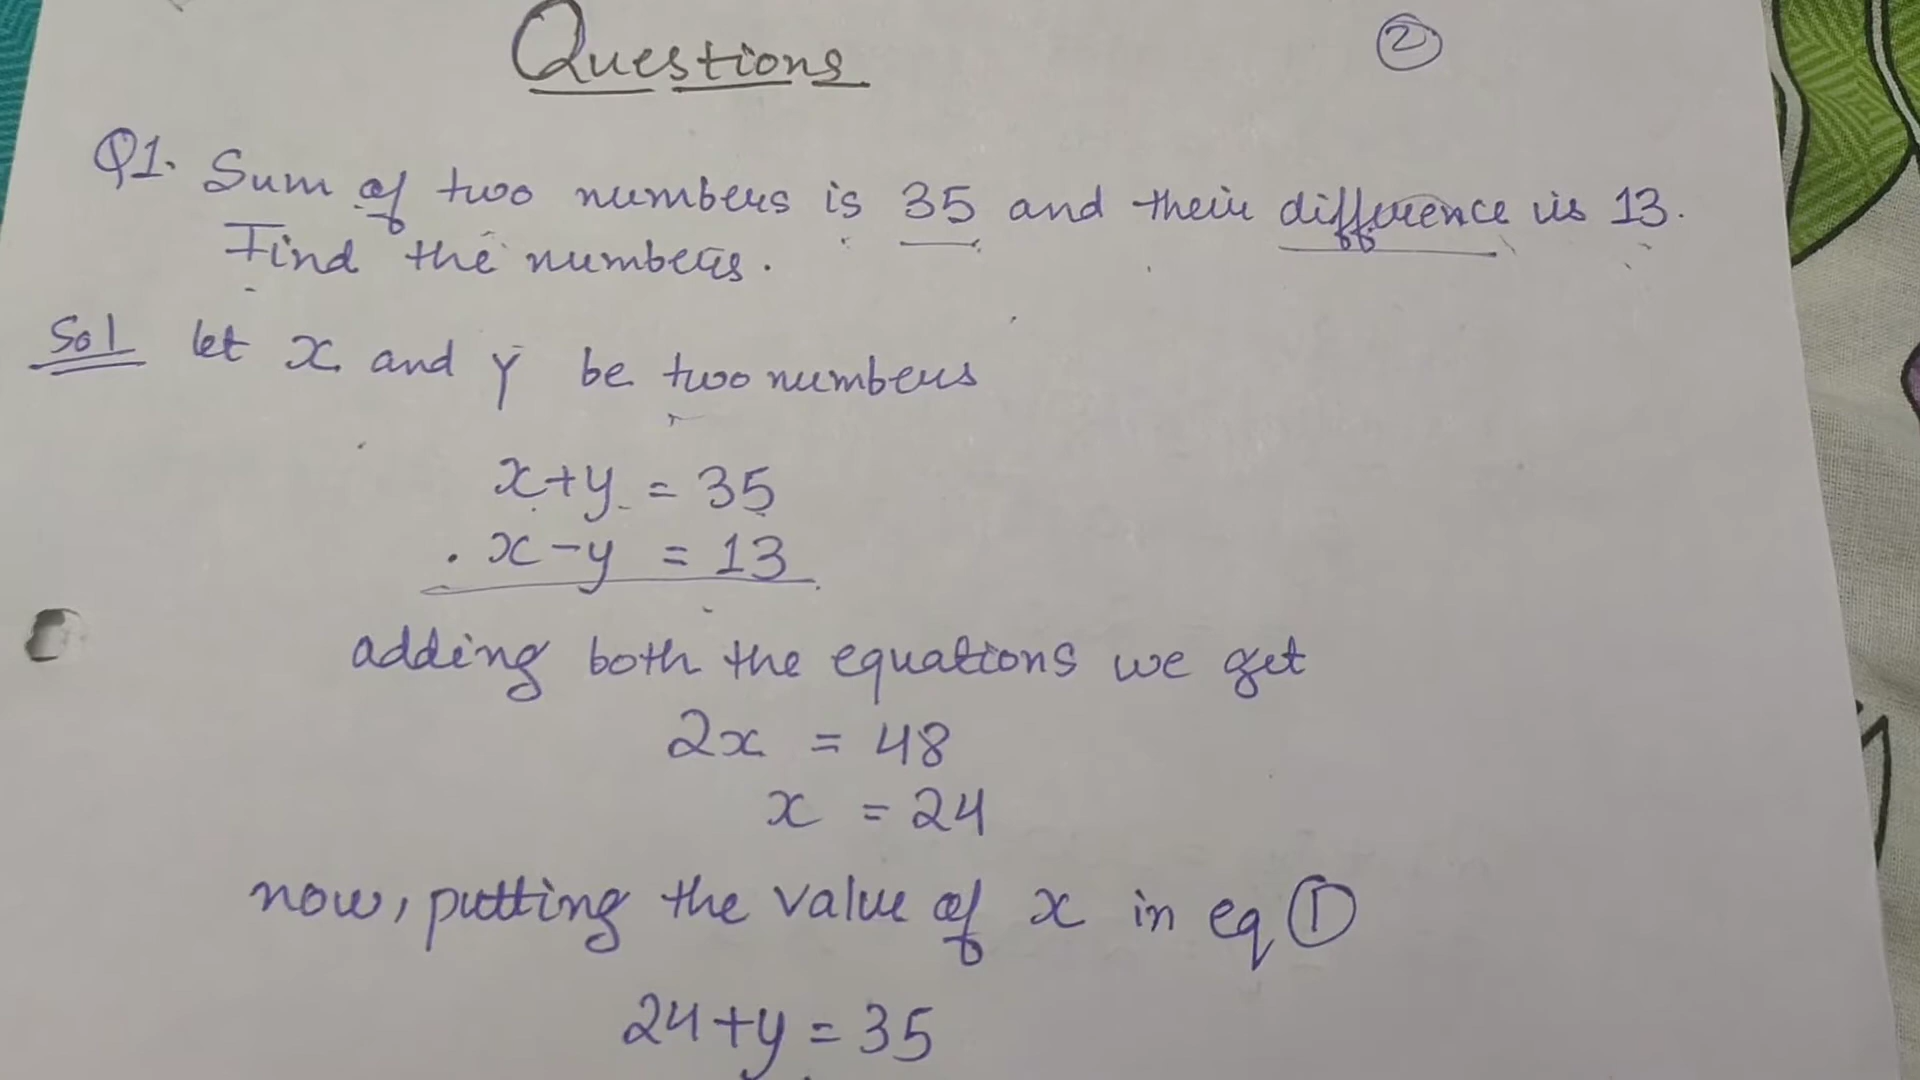 Questions
②
Q1. Sum of two numbers is 35 and their difference is 13.
Find the numbers.
Sol let x and y be two numbers
x+y = 35
x-y = 13
adding both the equations we get
2x = 48
x = 24
now, putting the value of x in eq ①
24+y = 35